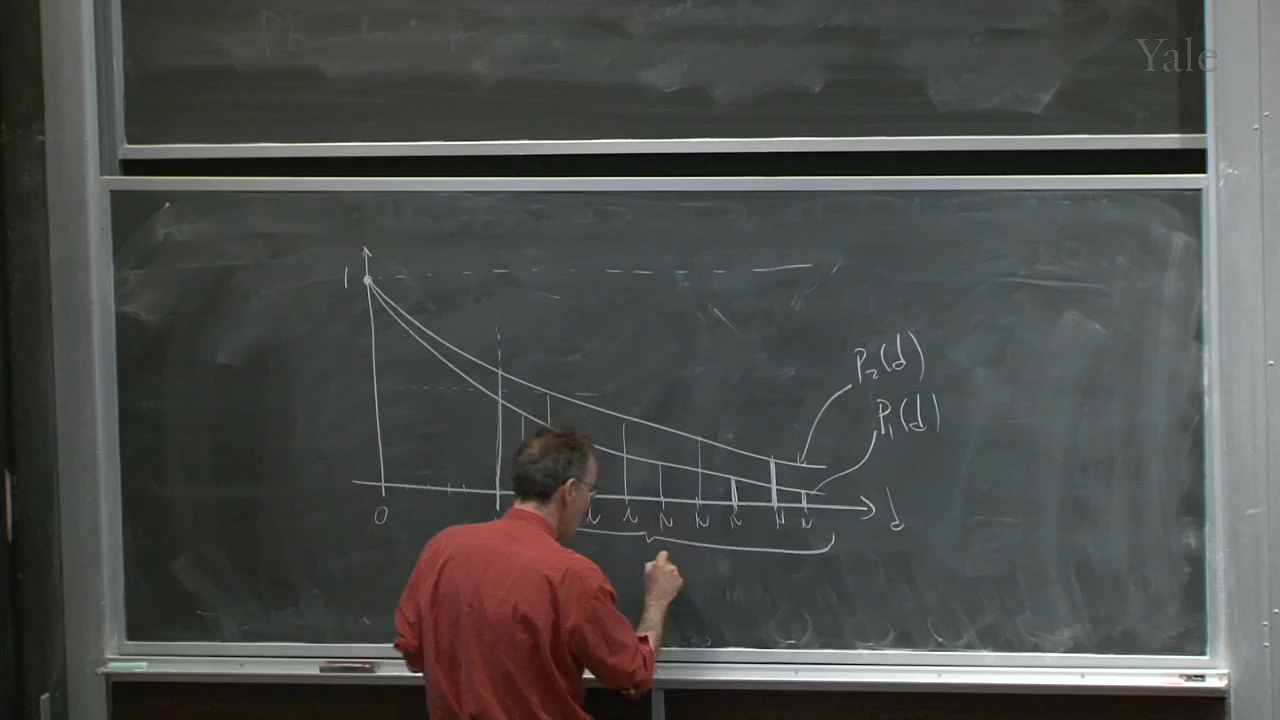 Yale
1
P₂(d)
P₁(d)
0
N N N N N N N
d